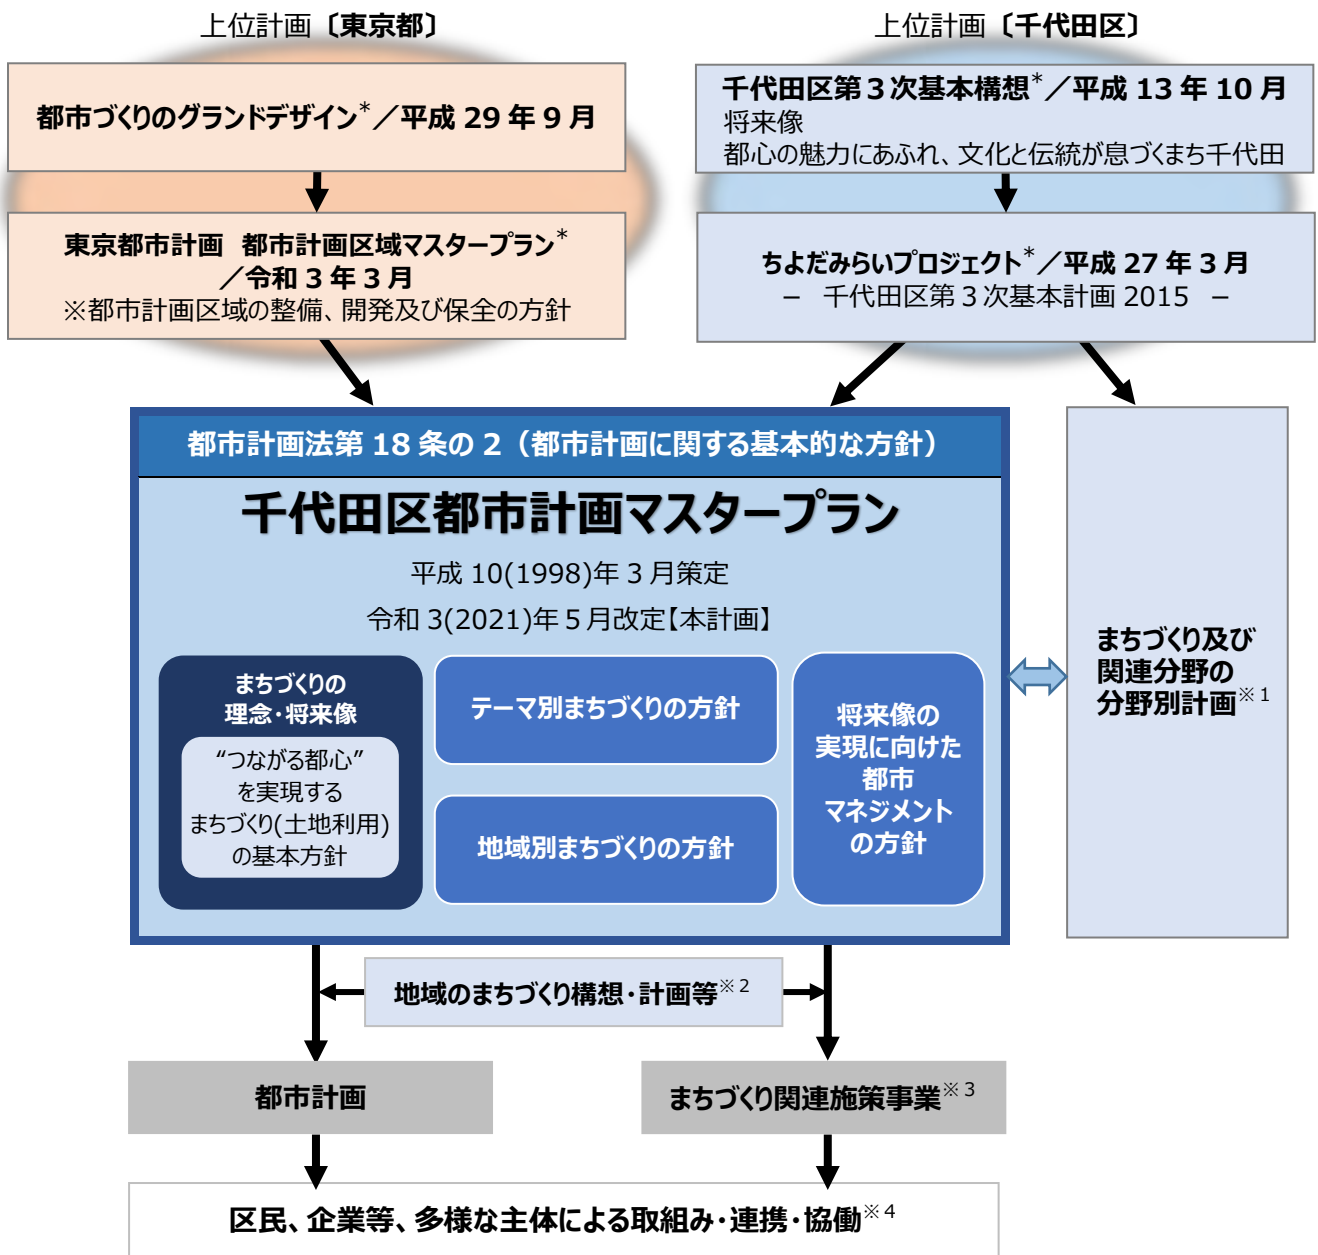 上位計画〔東京都〕
都市づくりのグランドデザイン*／平成 29 年 9 月
東京都市計画 都市計画区域マスタープラン*
／令和 3 年 3 月
※都市計画区域の整備、開発及び保全の方針
上位計画〔千代田区〕
千代田区第３次基本構想*／平成 13 年 10 月
将来像
都心の魅力にあふれ、文化と伝統が息づくまち千代田
ちよだみらいプロジェクト*／平成 27 年 3 月
－ 千代田区第３次基本計画 2015 －
都市計画法第 18 条の 2（都市計画に関する基本的な方針）
千代田区都市計画マスタープラン
平成 10(1998)年３月策定
令和 3(2021)年５月改定【本計画】
まちづくりの
理念・将来像
“つながる都心”
を実現する
まちづくり(土地利用)
の基本方針
テーマ別まちづくりの方針
地域別まちづくりの方針
将来像の
実現に向けた
都市
マネジメント
の方針
まちづくり及び
関連分野の
分野別計画※１
地域のまちづくり構想・計画等※２
都市計画
まちづくり関連施策事業※３
区民、企業等、多様な主体による取組み・連携・協働※４